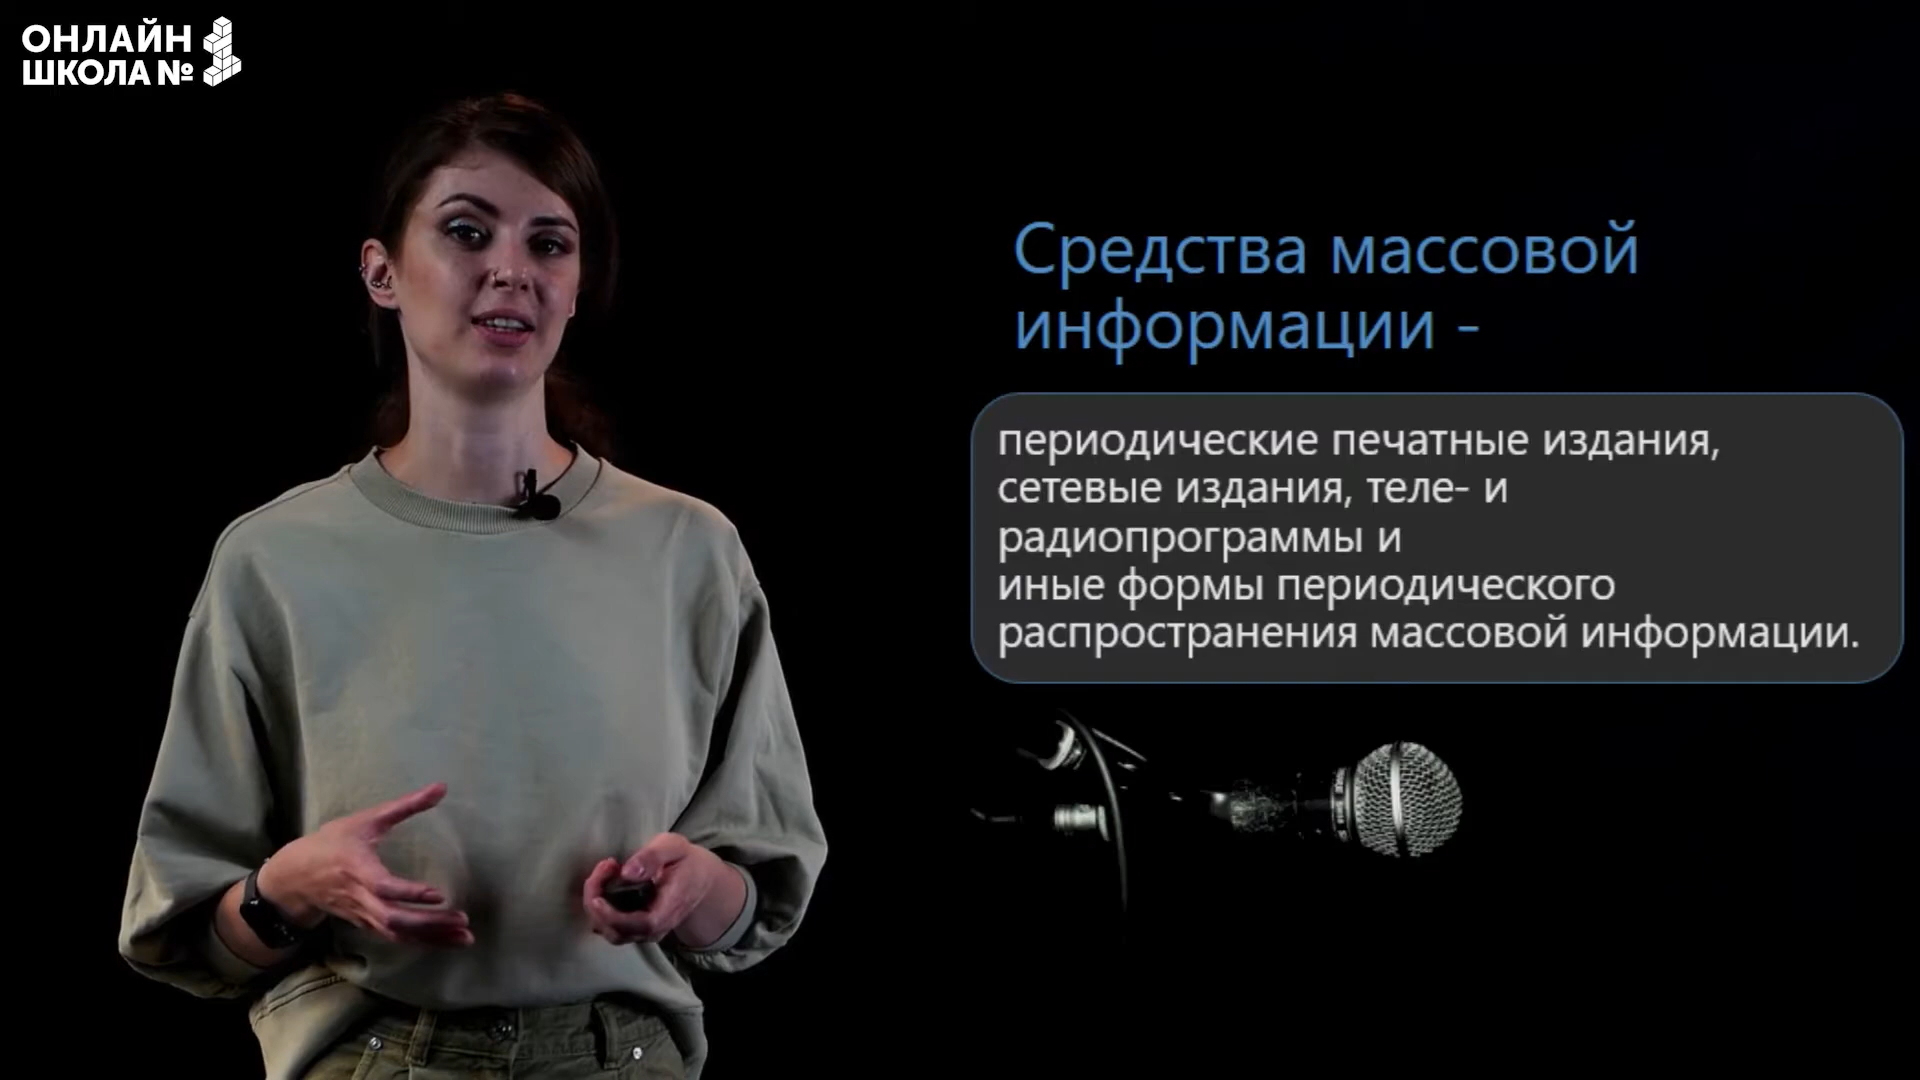 ОНЛАЙН
ШКОЛА №
Средства массовой
информации -
периодические печатные издания,
сетевые издания, теле- и
радиопрограммы и
иные формы периодического
распространения массовой информации.